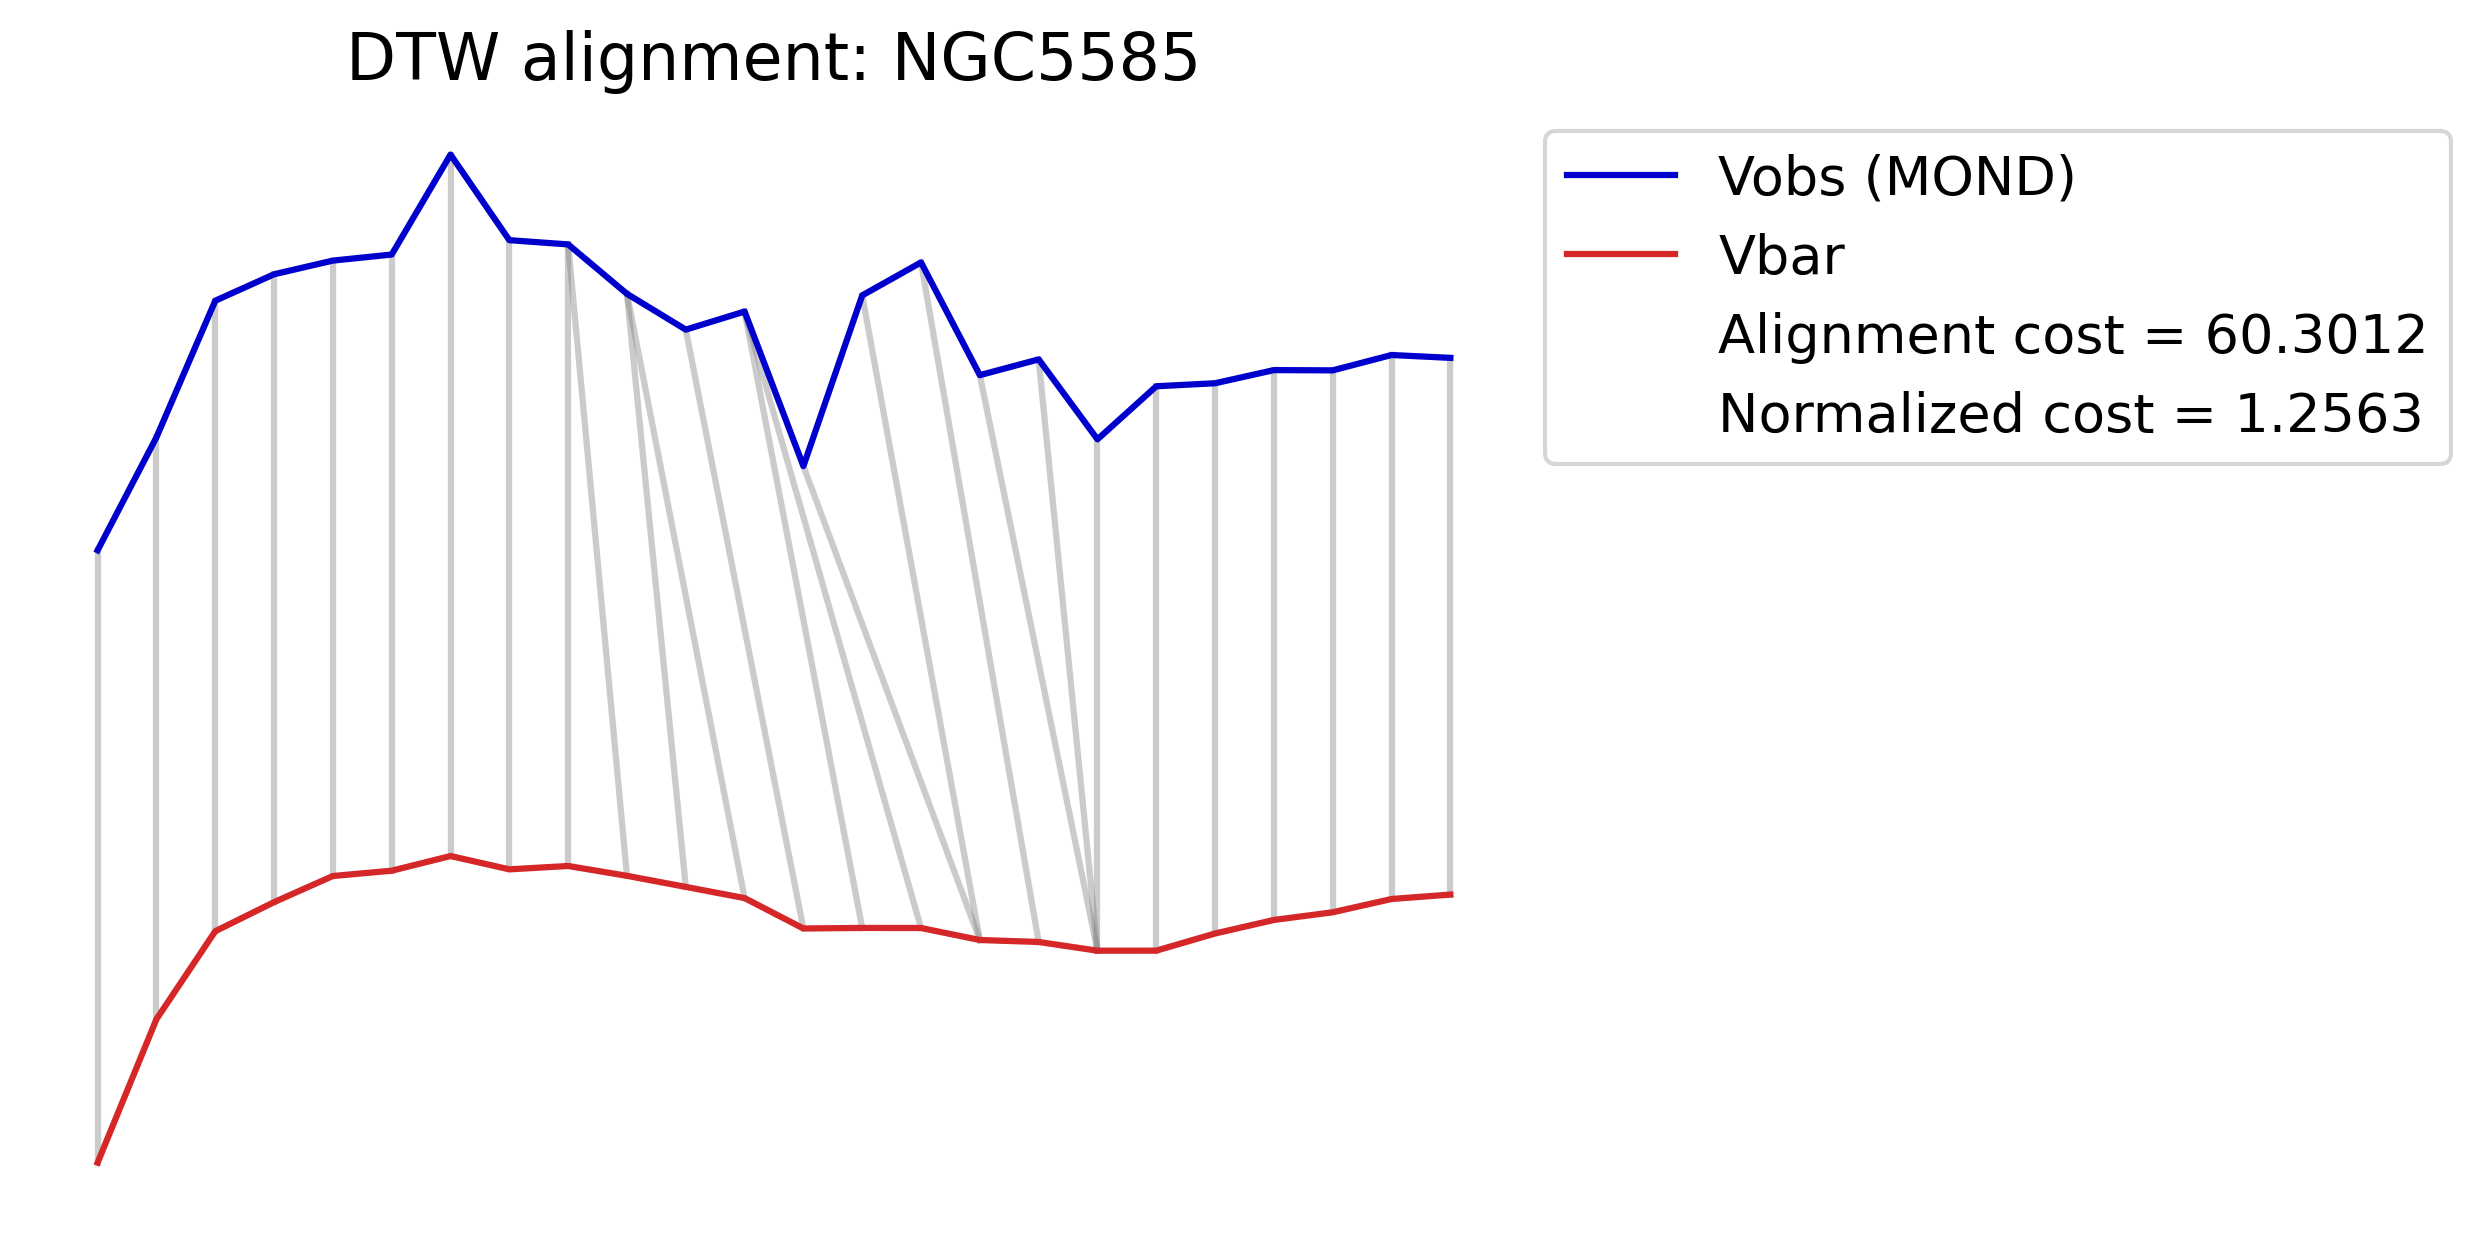 DTW alignment: NGC5585
Vobs (MOND)
Vbar
Alignment cost = 60.3012
Normalized cost = 1.2563